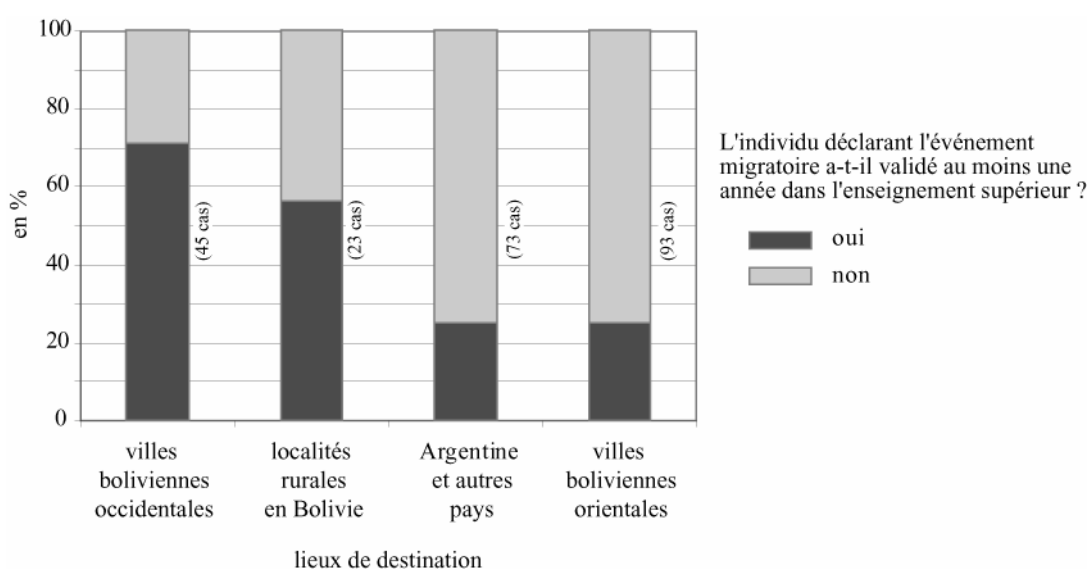 100
80
60
40
20
0
en %
(45 cas)
(23 cas)
(73 cas)
(93 cas)
villes
boliviennes
occidentales
localités
rurales
en Bolivie
Argentine
et autres
pays
villes
boliviennes
orientales
lieux de destination
L'individu déclarant l'événement
migratoire a-t-il validé au moins une
année dans l'enseignement supérieur ?
oui
non